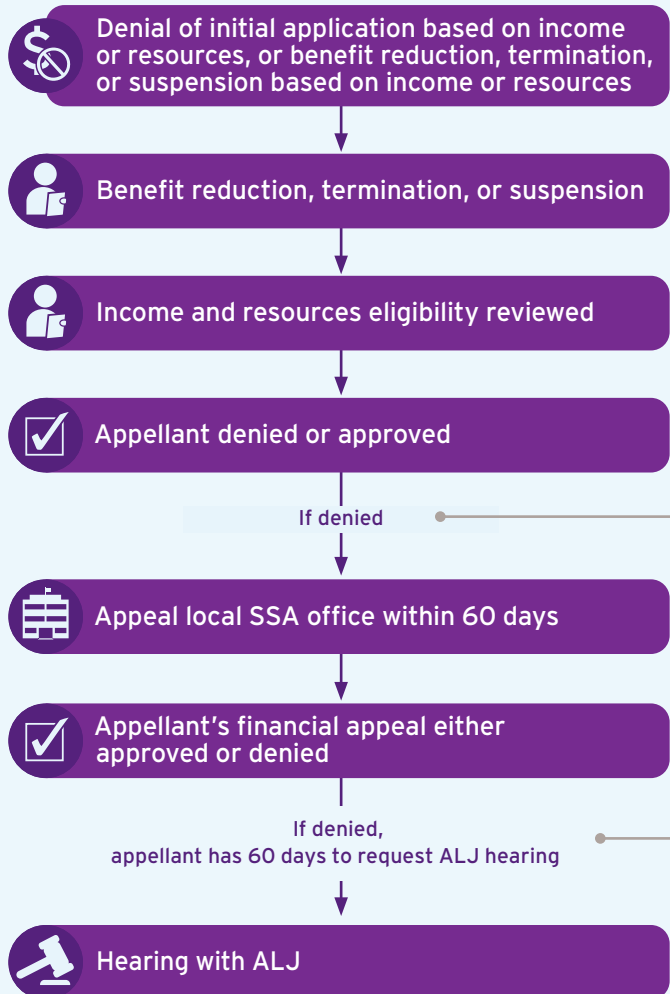 Denial of initial application based on income
or resources, or benefit reduction, termination,
or suspension based on income or resources
Benefit reduction, termination, or suspension
Income and resources eligibility reviewed
Appellant denied or approved
If denied
Appeal local SSA office within 60 days
Appellant’s financial appeal either
approved or denied
If denied,
appellant has 60 days to request ALJ hearing
Hearing with ALJ